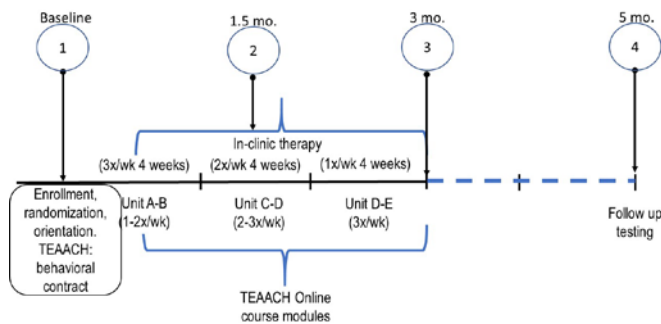 Baseline
1.5 mo.
3 mo.
5 mo.
1
2
3
4
In-clinic therapy
(3x/wk 4 weeks)
(2x/wk 4 weeks)
(1x/wk 4 weeks)
Enrollment,
randomization,
orientation.
TEAACH:
behavioral
contract
Unit A-B
(1-2x/wk)
Unit C-D
(2-3x/wk)
Unit D-E
(3x/wk)
Follow up
testing
TEAACH Online
course modules